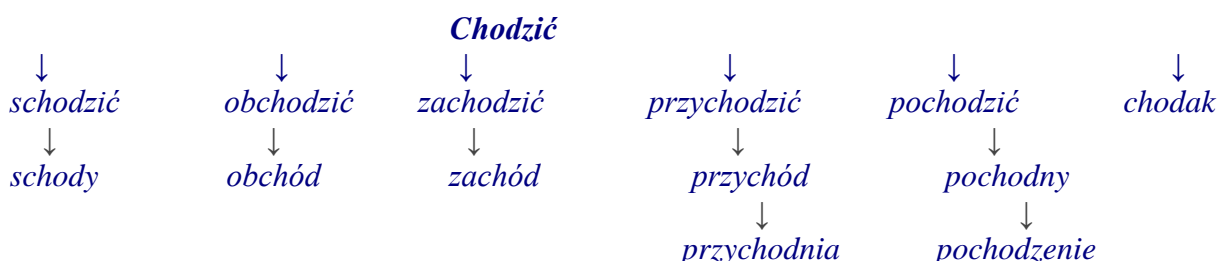 Chodzić
↓ ↓ ↓ ↓ ↓ ↓
schodzić obchodzić zachodzić przychodzić pochodzić chodak
↓ ↓ ↓ ↓ ↓
schody obchód zachód przychód pochodny
↓ ↓
przychodnia pochodzenie